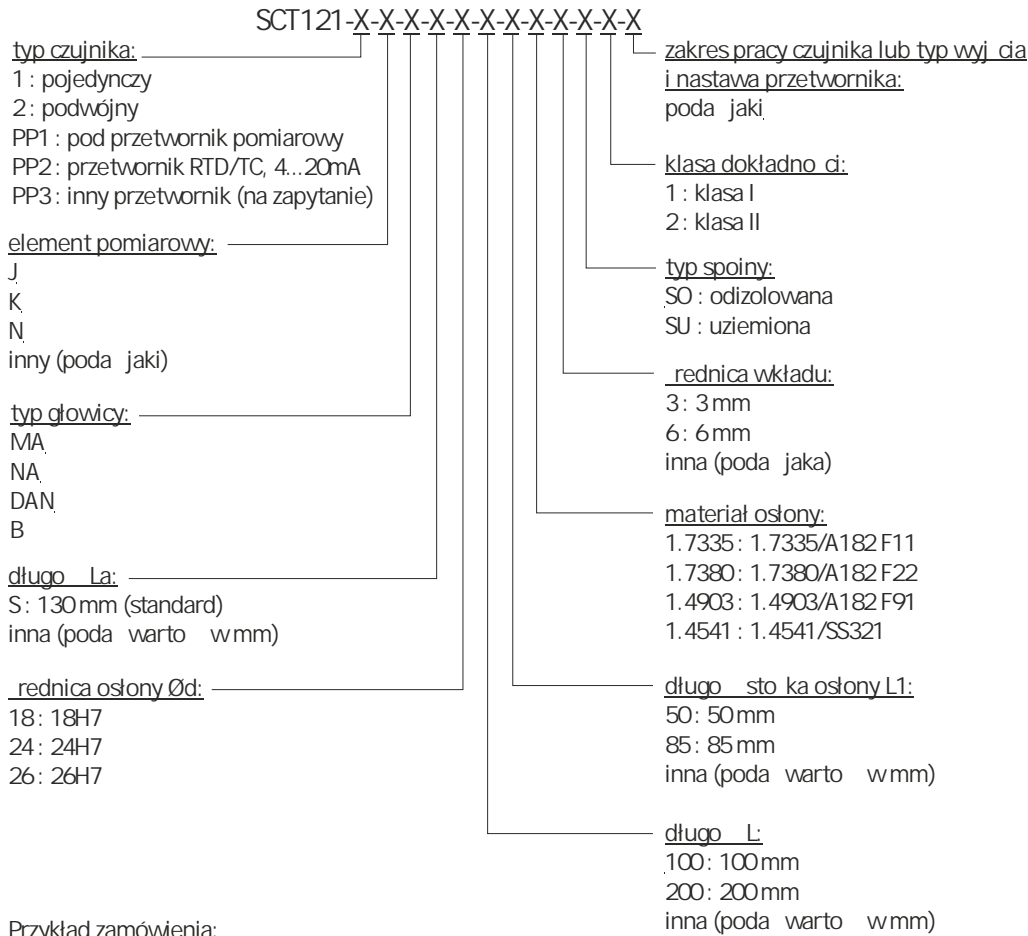 SCT121-X-X-X-X-X-X-X-X-X-X-X-X
typ czujnika:
1 : pojedynczy
2 : podwójny
PP1 : pod przetwornik pomiarowy
PP2 : przetwornik RTD/TC, 4...20mA
PP3 : inny przetwornik (na zapytanie)
element pomiarowy:
J
K
N
inny (poda jaki)
typ głowicy:
MA
NA
DAN
B
długo La:
S : 130 mm (standard)
inna (poda warto w mm)
rednica osłony Ød:
18 : 18H7
24 : 24H7
26 : 26H7
zakres pracy czujnika lub typ wyj cia
i nastawa przetwornika:
poda jaki
klasa dokładno ci:
1 : klasa I
2 : klasa II
typ spoiny:
SO : odizolowana
SU : uziemiona
rednica wkładu:
3 : 3 mm
6 : 6 mm
inna (poda jaka)
materiał osłony:
1.7335 : 1.7335/A182 F11
1.7380 : 1.7380/A182 F22
1.4903 : 1.4903/A182 F91
1.4541 : 1.4541/SS321
długo sto ka osłony L1:
50 : 50 mm
85 : 85 mm
inna (poda warto w mm)
długo L:
100 : 100 mm
200 : 200 mm
inna (poda warto w mm)
Przykład zamówienia: